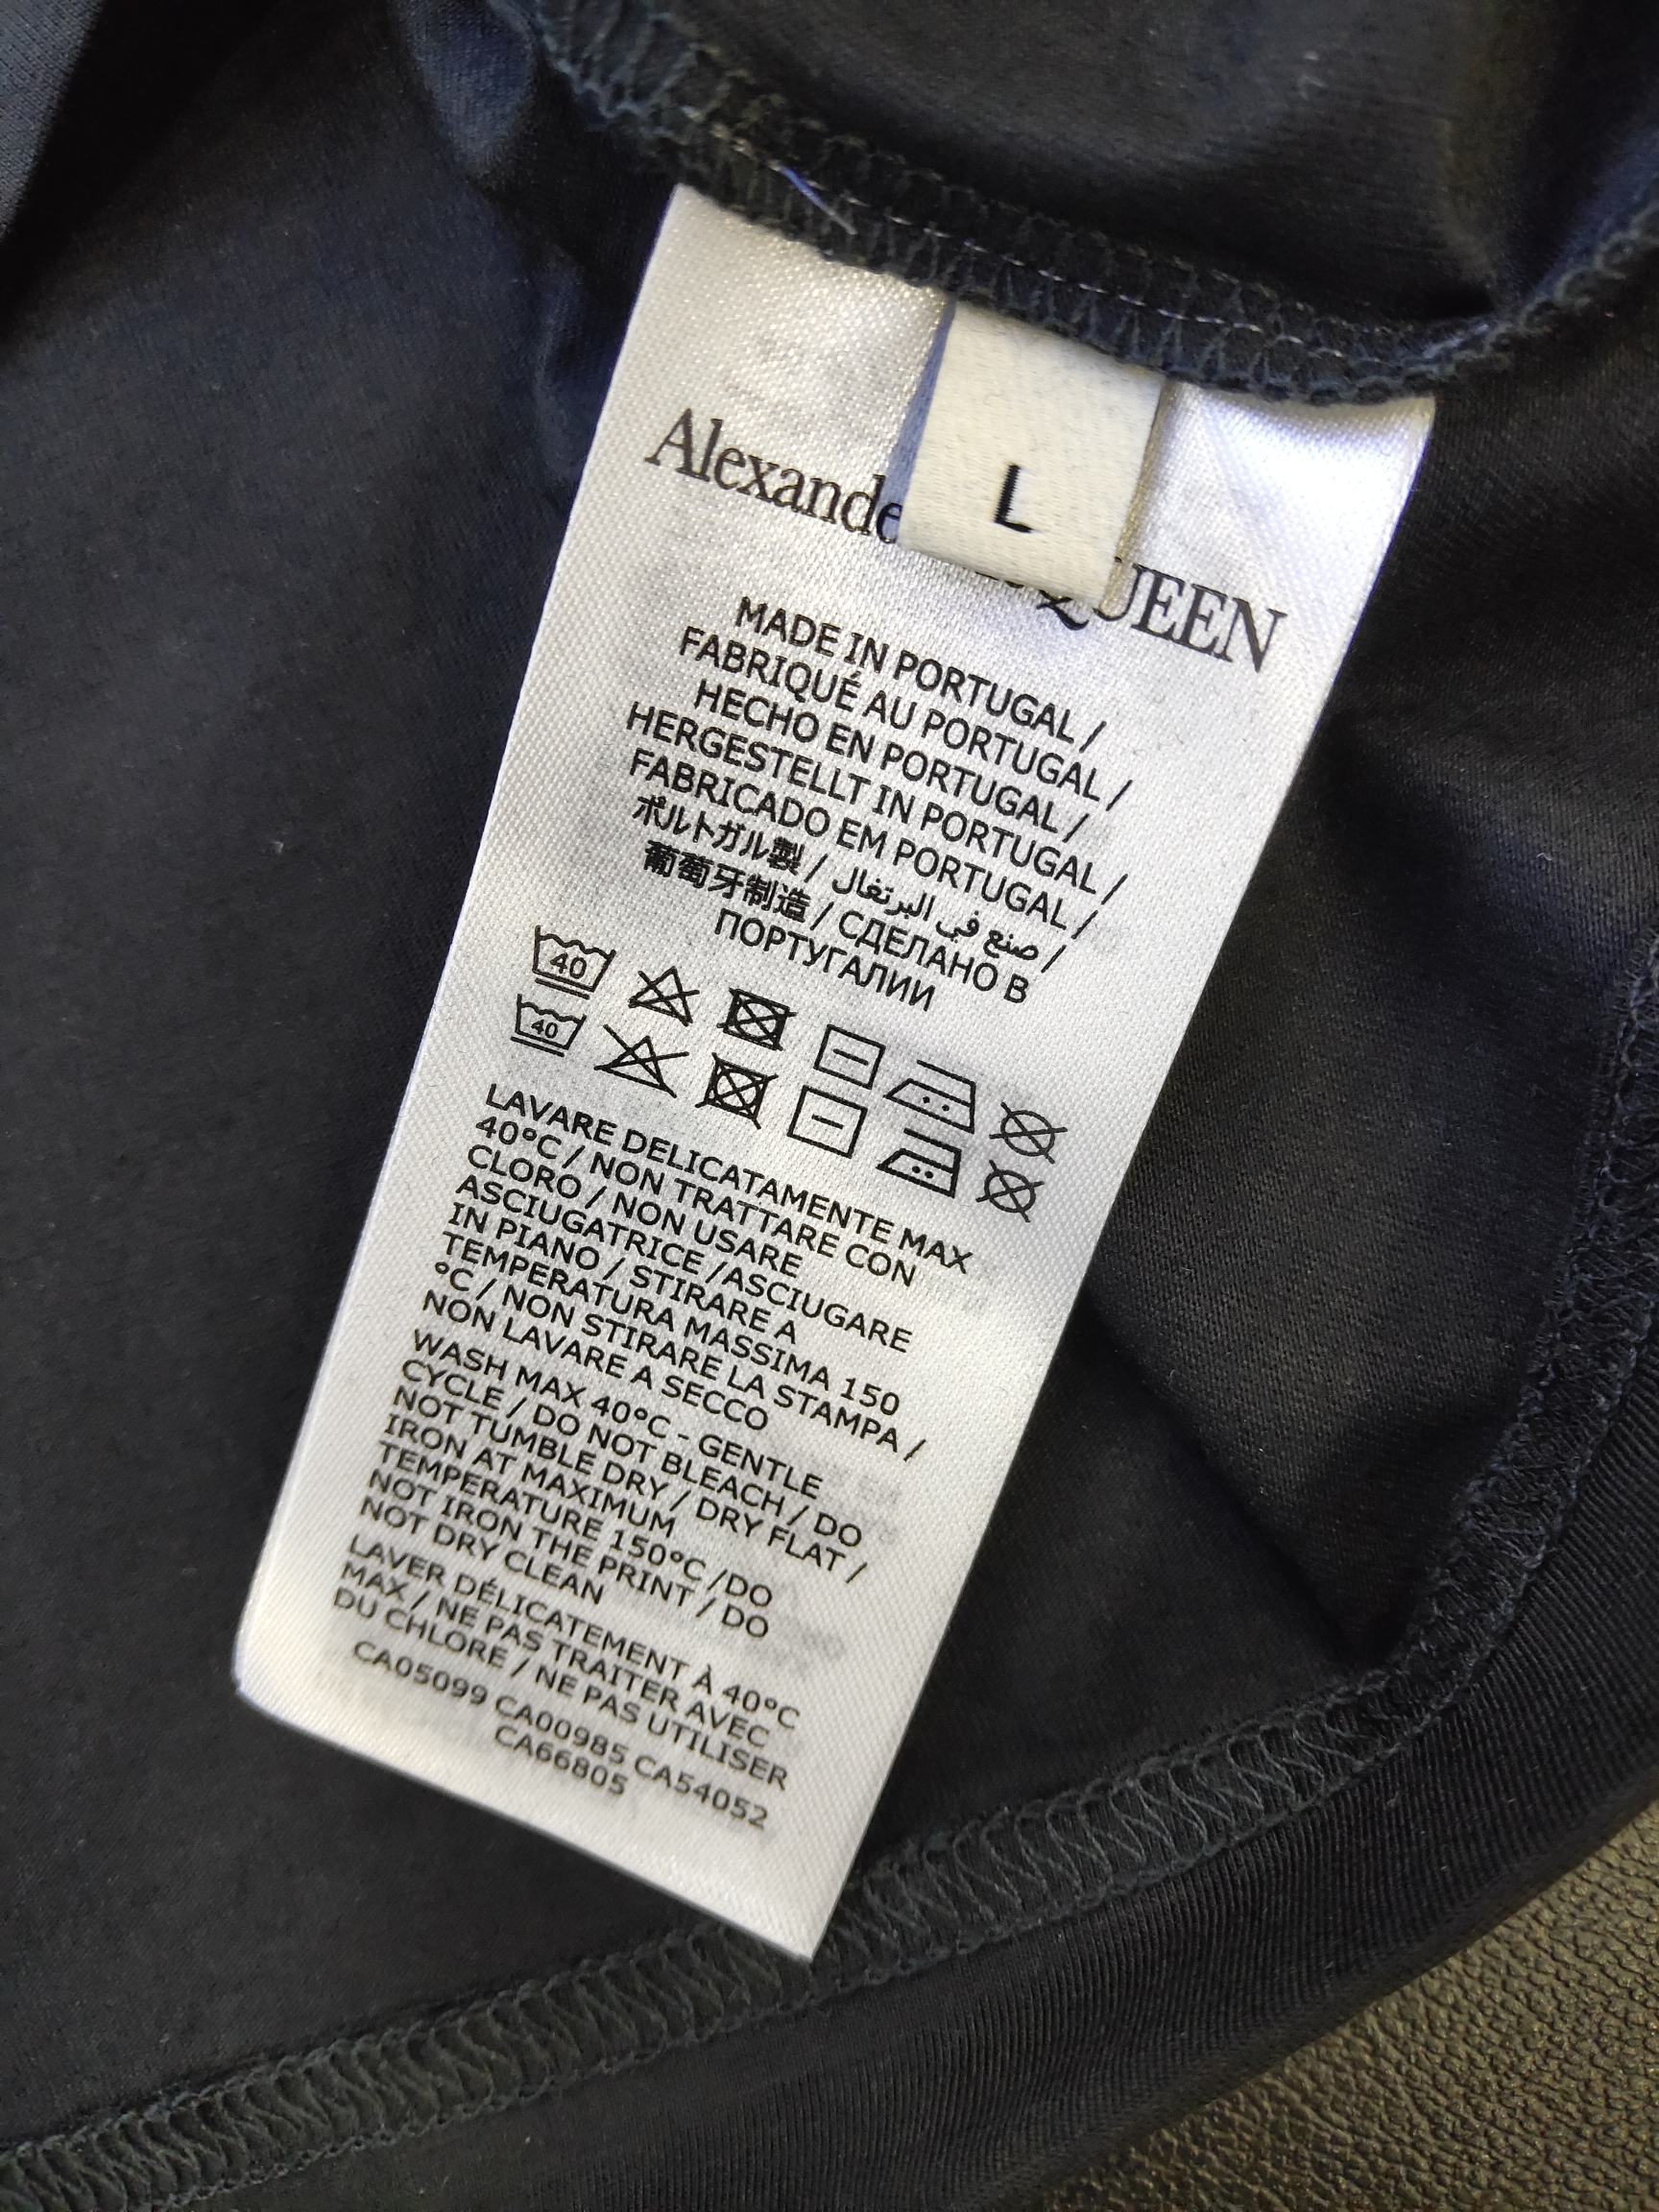 L
Alexande
QUEEN
MADE IN PORTUGAL /
FABRIQUÉ AU PORTUGAL /
HECHO EN PORTUGAL /
HERGESTELLT IN PORTUGAL /
FABRICADO EM PORTUGAL /
ポルトガル製 / صنع في البرتغال /
葡萄牙制造 / СДЕЛАНО В
ПОРТУГАЛИИ
40
40
LAVARE DELICATAMENTE MAX
40°C / NON TRATTARE CON
CLORO / NON USARE
ASCIUGATRICE /ASCIUGARE
IN PIANO / STIRARE A
TEMPERATURA MASSIMA 150
°C / NON STIRARE LA STAMPA /
NON LAVARE A SECCO
WASH MAX 40°C - GENTLE
CYCLE / DO NOT BLEACH / DO
NOT TUMBLE DRY / DRY FLAT /
IRON AT MAXIMUM
TEMPERATURE 150°C /DO
NOT IRON THE PRINT / DO
NOT DRY CLEAN
LAVER DÉLICATEMENT À 40°C
MAX / NE PAS TRAITER AVEC
DU CHLORE / NE PAS UTILISER
CA05099 CA00985 CA54052
CA66805